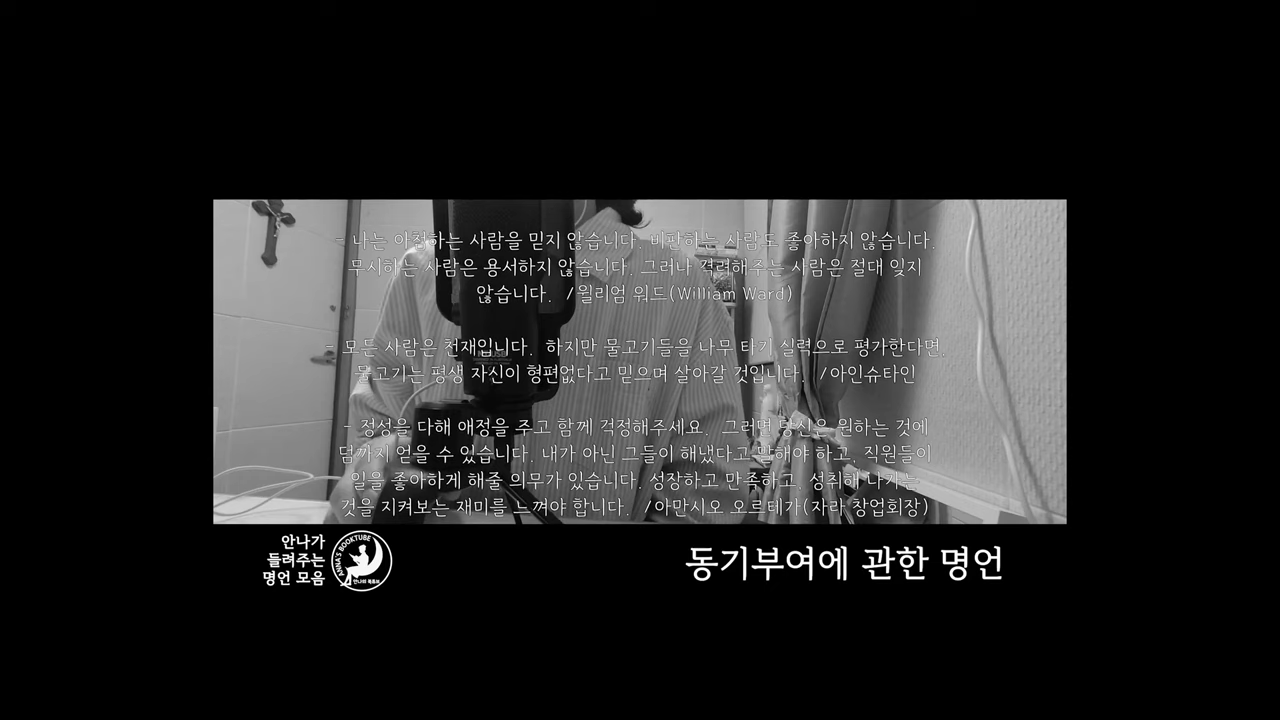 - 나는 아첨하는 사람을 믿지 않습니다. 비판하는 사람도 좋아하지 않습니다.
무시하는 사람은 용서하지 않습니다. 그러나 격려해주는 사람은 절대 잊지
않습니다. /윌리엄 워드(William Ward)
- 모든 사람은 천재입니다. 하지만 물고기들을 나무 타기 실력으로 평가한다면,
물고기는 평생 자신이 형편없다고 믿으며 살아갈 것입니다. /아인슈타인
- 정성을 다해 애정을 주고 함께 걱정해주세요. 그러면 당신은 원하는 것에
덤까지 얻을 수 있습니다. 내가 아닌 그들이 해냈다고 말해야 하고, 직원들이
일을 좋아하게 해줄 의무가 있습니다. 성장하고 만족하고, 성취해 나가는
것을 지켜보는 재미를 느껴야 합니다. /아만시오 오르테가(자라 창업회장)
안나가
들려주는
명언 모음
ANNA'S BOOKTUBE
안나의 북튜브
동기부여에 관한 명언